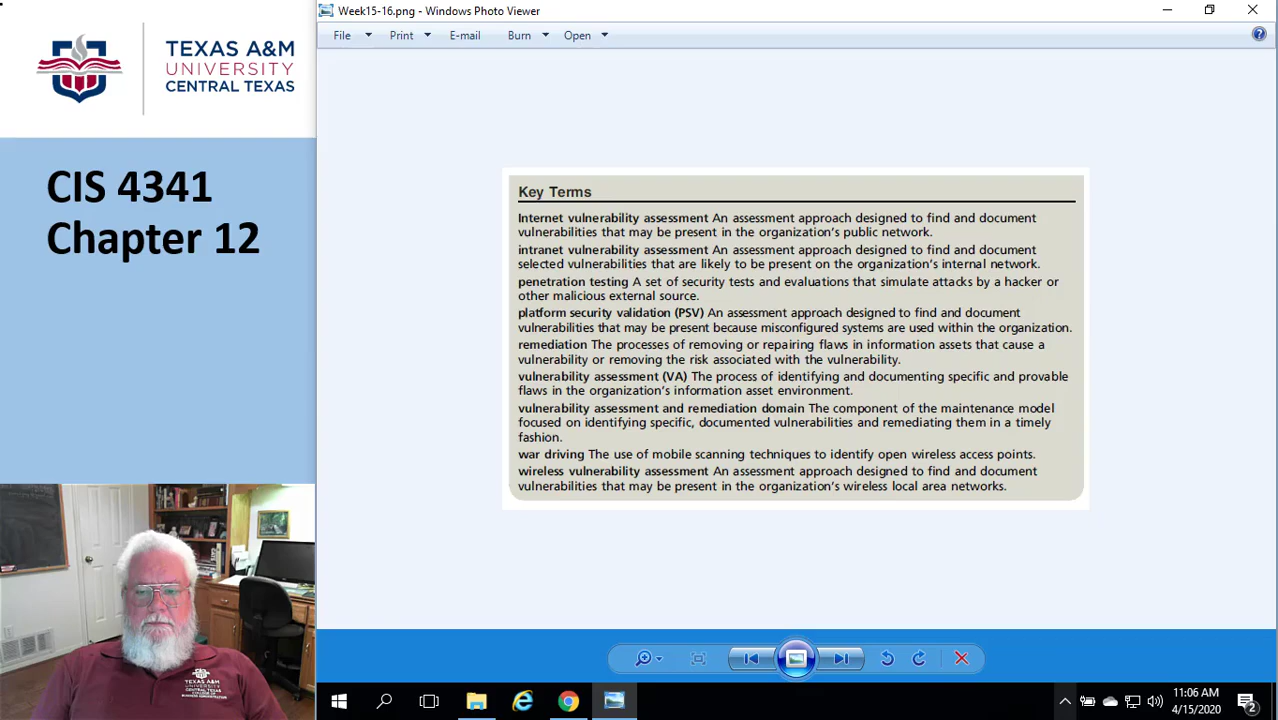 Week15-16.png - Windows Photo Viewer
File
Print
E-mail
Burn
Open
TEXAS A&M
UNIVERSITY
CENTRAL TEXAS
CIS 4341
Chapter 12
Key Terms
Internet vulnerability assessment An assessment approach designed to find and document
vulnerabilities that may be present in the organization's public network.
intranet vulnerability assessment An assessment approach designed to find and document
selected vulnerabilities that are likely to be present on the organization's internal network.
penetration testing A set of security tests and evaluations that simulate attacks by a hacker or
other malicious external source.
platform security validation (PSV) An assessment approach designed to find and document
vulnerabilities that may be present because misconfigured systems are used within the organization.
remediation The processes of removing or repairing flaws in information assets that cause a
vulnerability or removing the risk associated with the vulnerability.
vulnerability assessment (VA) The process of identifying and documenting specific and provable
flaws in the organization's information asset environment.
vulnerability assessment and remediation domain The component of the maintenance model
focused on identifying specific, documented vulnerabilities and remediating them in a timely
fashion.
war driving The use of mobile scanning techniques to identify open wireless access points.
wireless vulnerability assessment An assessment approach designed to find and document
vulnerabilities that may be present in the organization's wireless local area networks.
TEXAS A&M
UNIVERSITY
CENTRAL TEXAS
11:06 AM
4/15/2020
2